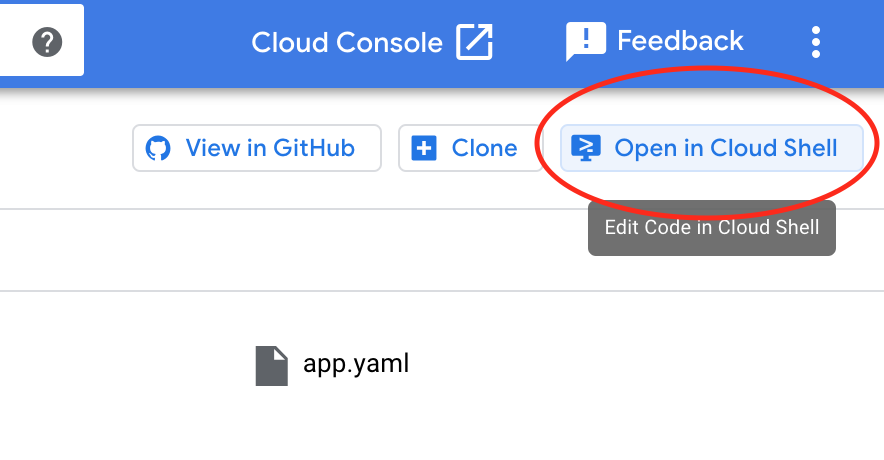 Cloud Console
Feedback
View in GitHub
Clone
Open in Cloud Shell
Edit Code in Cloud Shell
app.yaml